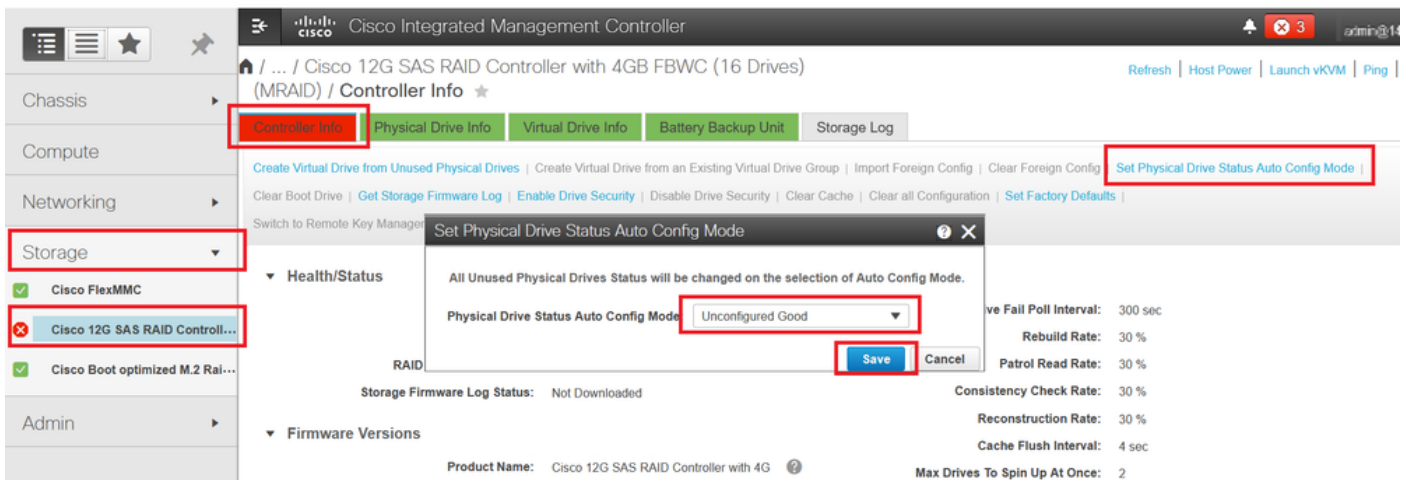 cisco Cisco Integrated Management Controller
3
admin@14
/ ... / Cisco 12G SAS RAID Controller with 4GB FBWC (16 Drives)
(MRAID) / Controller Info
Refresh | Host Power | Launch vKVM | Ping |
Chassis
Compute
Networking
Storage
Cisco FlexMMC
Cisco 12G SAS RAID Controll...
Cisco Boot optimized M.2 Rai...
Admin
Controller Info Physical Drive Info Virtual Drive Info Battery Backup Unit Storage Log
Create Virtual Drive from Unused Physical Drives | Create Virtual Drive from an Existing Virtual Drive Group | Import Foreign Config | Clear Foreign Config | Set Physical Drive Status Auto Config Mode |
Clear Boot Drive | Get Storage Firmware Log | Enable Drive Security | Disable Drive Security | Clear Cache | Clear all Configuration | Set Factory Defaults |
Switch to Remote Key Manager
Set Physical Drive Status Auto Config Mode
All Unused Physical Drives Status will be changed on the selection of Auto Config Mode.
Physical Drive Status Auto Config Mode Unconfigured Good
Save Cancel
Health/Status
RAID
Storage Firmware Log Status: Not Downloaded
Firmware Versions
Product Name: Cisco 12G SAS RAID Controller with 4G
ve Fail Poll Interval: 300 sec
Rebuild Rate: 30 %
Patrol Read Rate: 30 %
Consistency Check Rate: 30 %
Reconstruction Rate: 30 %
Cache Flush Interval: 4 sec
Max Drives To Spin Up At Once: 2